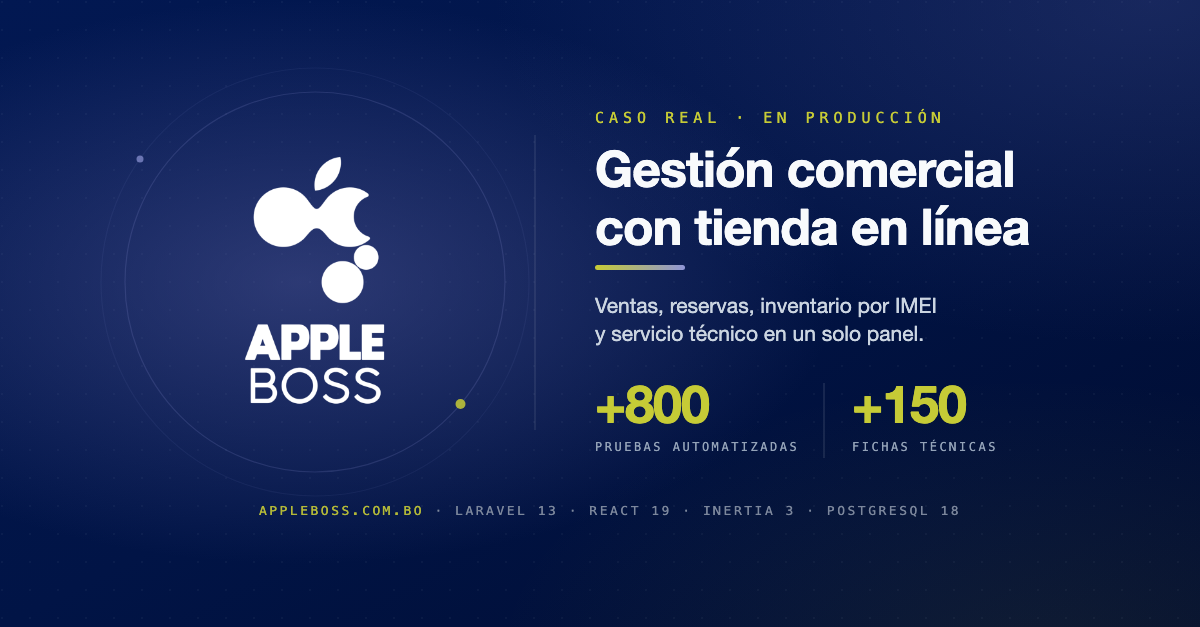 APPLE
BOSS
CASO REAL · EN PRODUCCIÓN
Gestión comercial
con tienda en línea
Ventas, reservas, inventario por IMEI
y servicio técnico en un solo panel.
+800
PRUEBAS AUTOMATIZADAS
+150
FICHAS TÉCNICAS
APPLEBOSS.COM.BO · LARAVEL 13 · REACT 19 · INERTIA 3 · POSTGRESQL 18